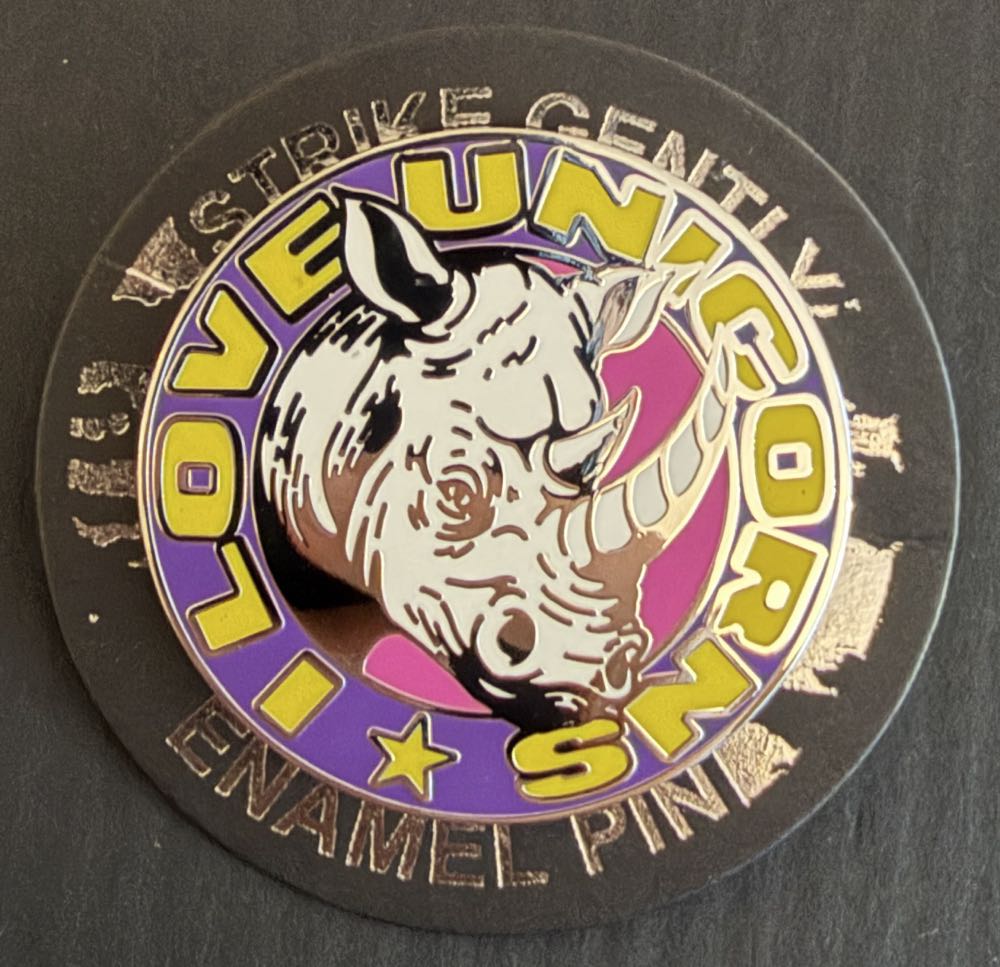 STRIKE GENTLY
I LOVE UNICORNS
ENAMEL PIN